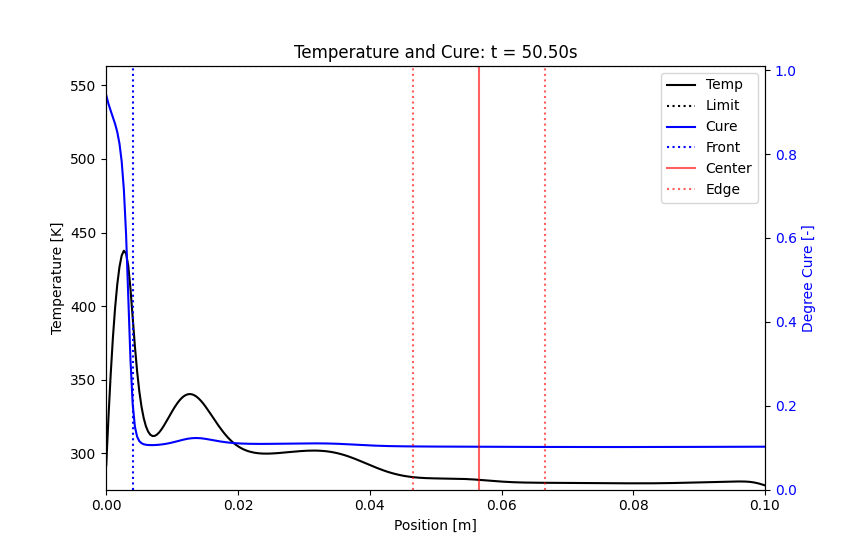 Temperature and Cure: t = 50.50s
Temp
Limit
Cure
Front
Center
Edge
Temperature [K]
550
500
450
400
350
300
Degree Cure [-]
1.0
0.8
0.6
0.4
0.2
0.0
0.00 0.02 0.04 0.06 0.08 0.10
Position [m]